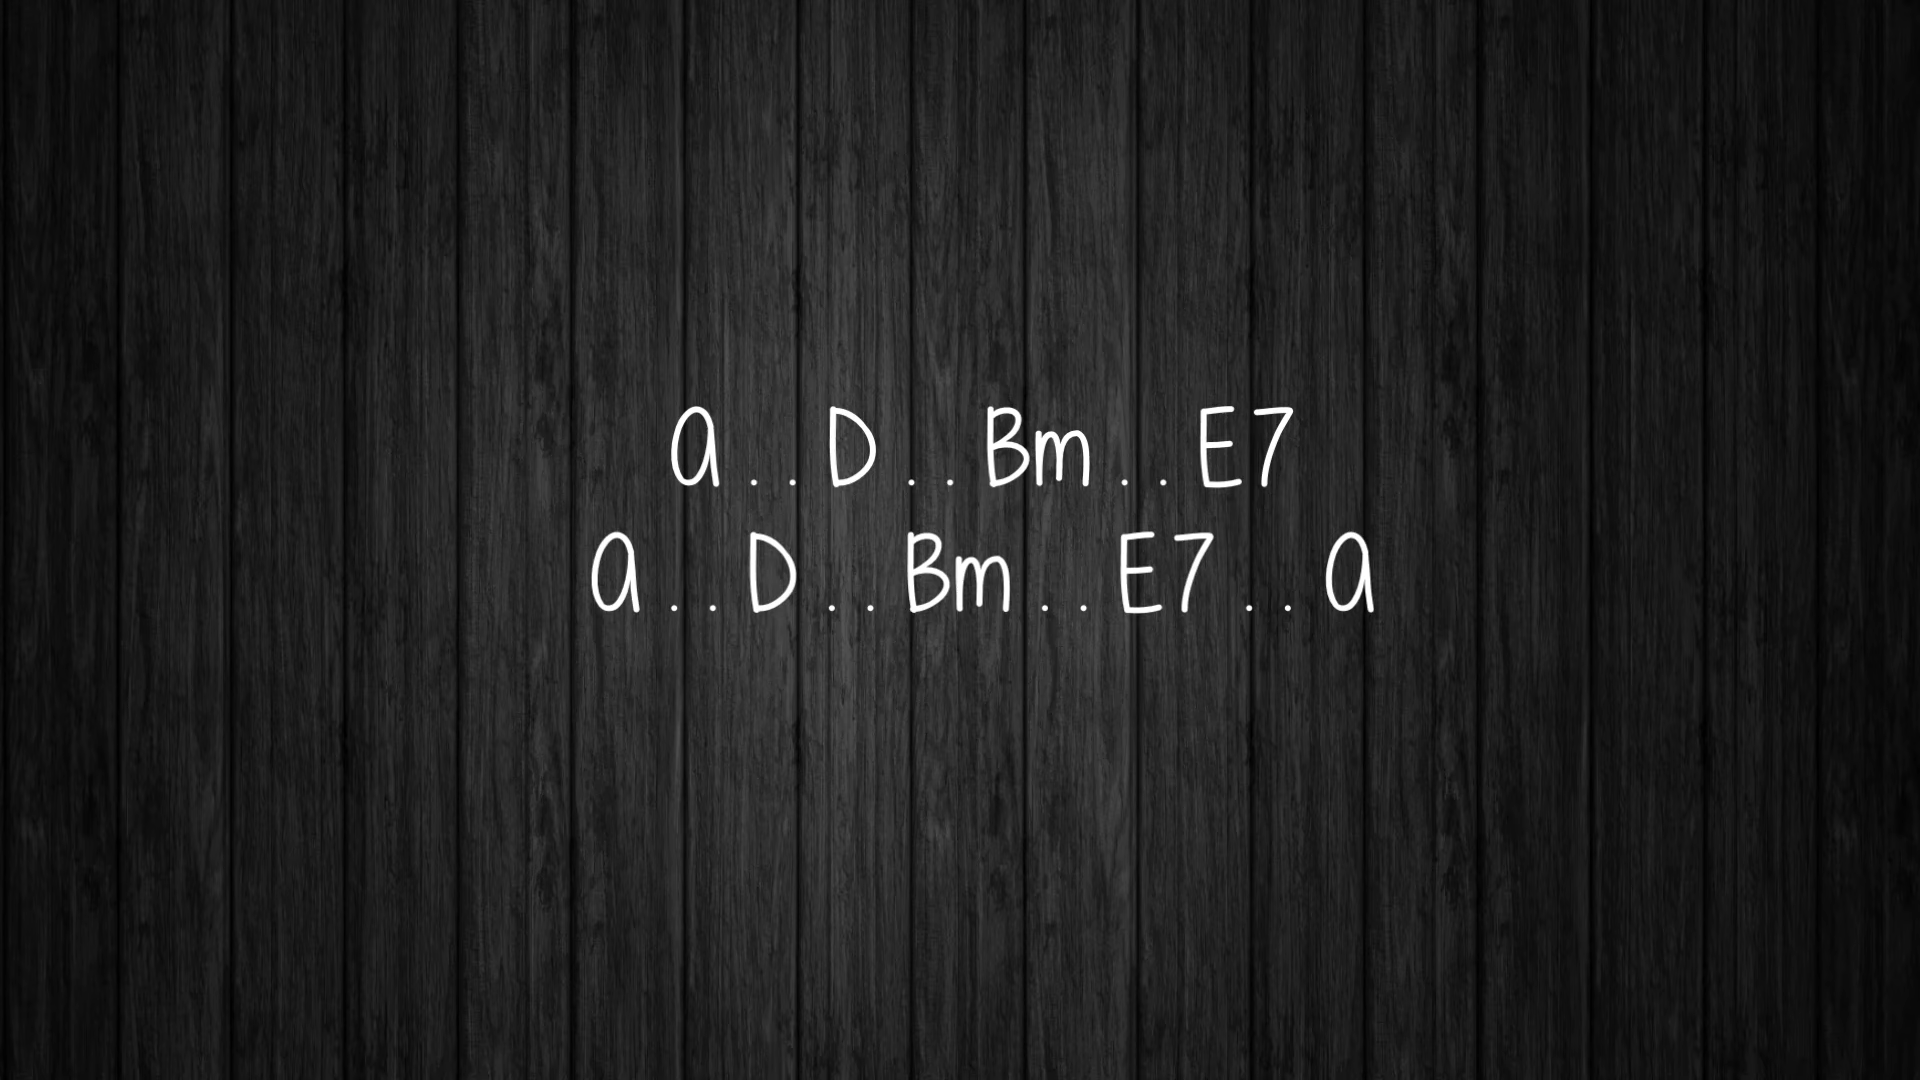 A . . D . . Bm . . E7
A . . D . . Bm . . E7 . . A